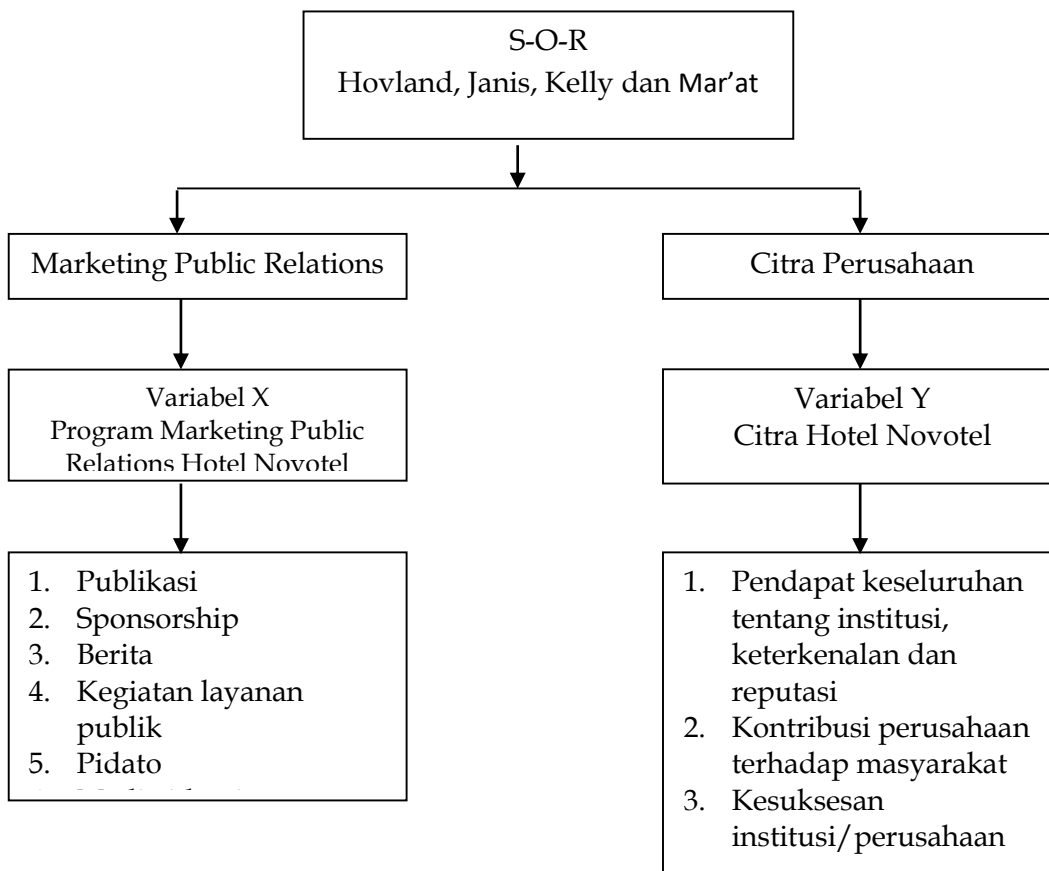 S-O-R
Hovland, Janis, Kelly dan Mar'at
Marketing Public Relations
Citra Perusahaan
Variabel X
Program Marketing Public
Relations Hotel Novotel
Variabel Y
Citra Hotel Novotel
1. Publikasi
2. Sponsorship
3. Berita
4. Kegiatan layanan
publik
5. Pidato
1. Pendapat keseluruhan
tentang institusi,
keterkenalan dan
reputasi
2. Kontribusi perusahaan
terhadap masyarakat
3. Kesuksesan
institusi/perusahaan